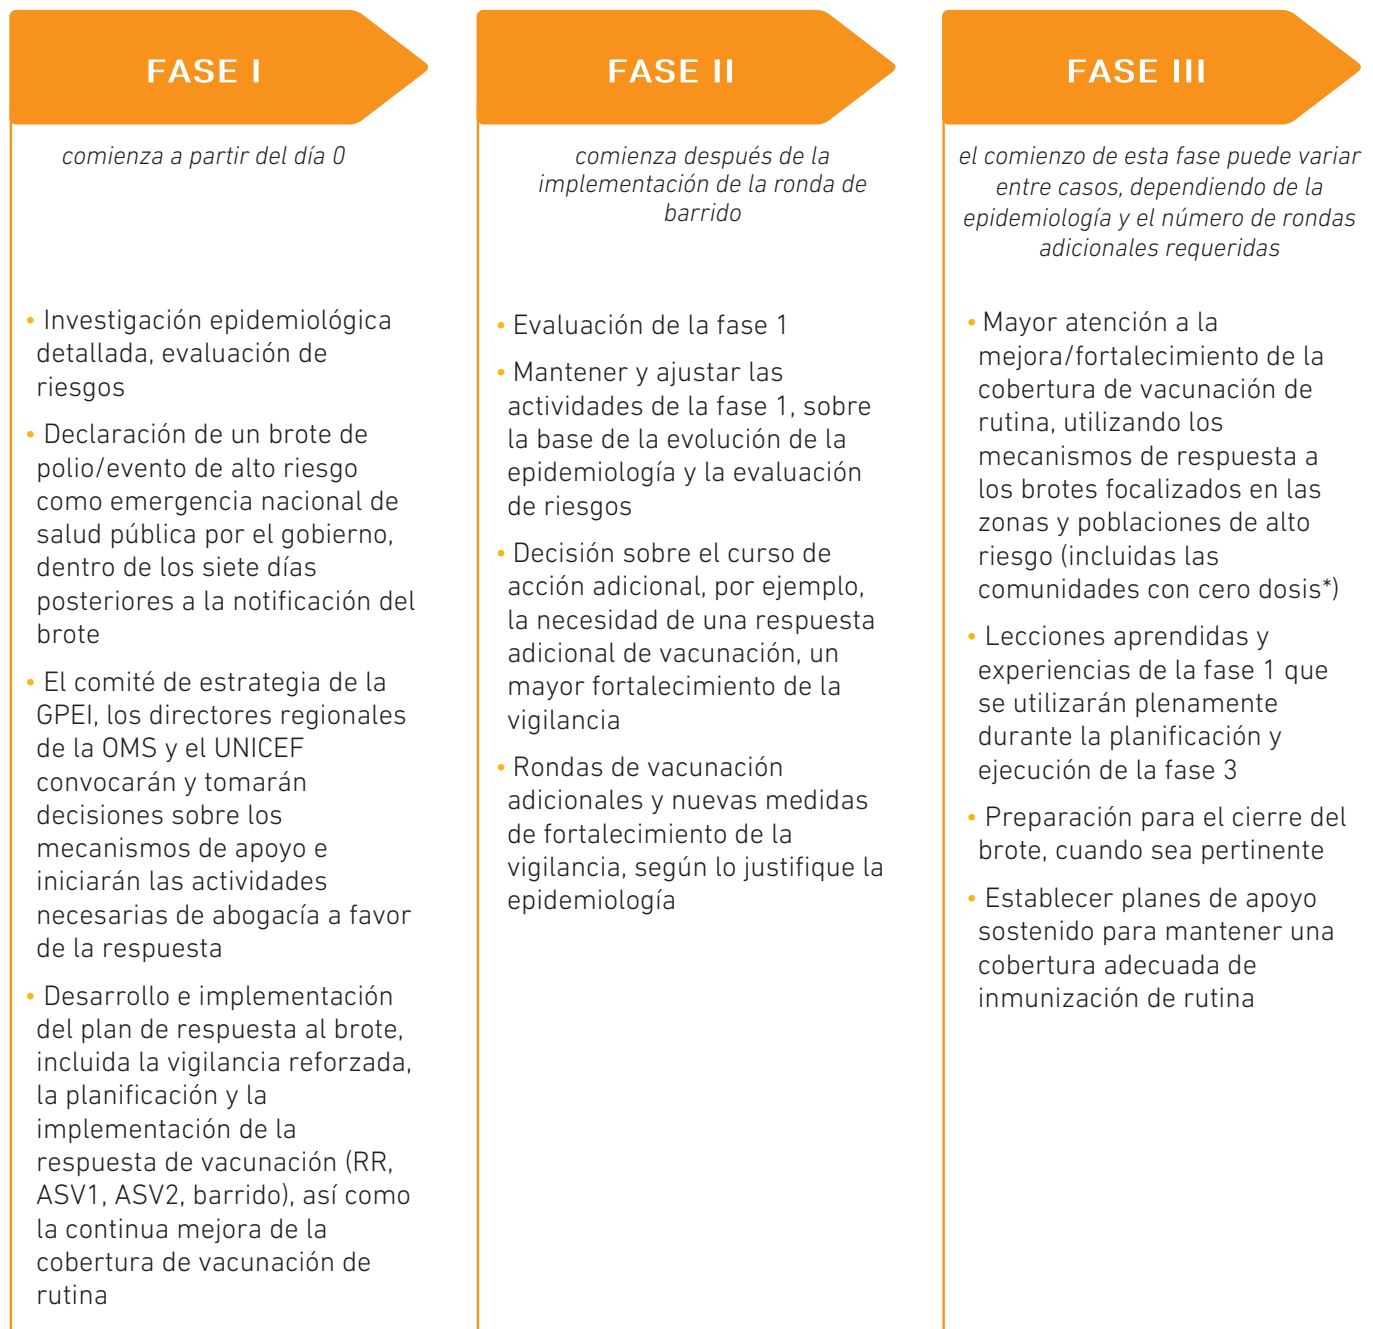 FASE I
comienza a partir del día 0
• Investigación epidemiológica
detallada, evaluación de
riesgos
• Declaración de un brote de
polio/evento de alto riesgo
como emergencia nacional de
salud pública por el gobierno,
dentro de los siete días
posteriores a la notificación del
brote
• El comité de estrategia de la
GPEI, los directores regionales
de la OMS y el UNICEF
convocarán y tomarán
decisiones sobre los
mecanismos de apoyo e
iniciarán las actividades
necesarias de abogacía a favor
de la respuesta
• Desarrollo e implementación
del plan de respuesta al brote,
incluida la vigilancia reforzada,
la planificación y la
implementación de la
respuesta de vacunación (RR,
ASV1, ASV2, barrido), así como
la continua mejora de la
cobertura de vacunación de
rutina
FASE II
comienza después de la
implementación de la ronda de
barrido
• Evaluación de la fase 1
• Mantener y ajustar las
actividades de la fase 1, sobre
la base de la evolución de la
epidemiología y la evaluación
de riesgos
• Decisión sobre el curso de
acción adicional, por ejemplo,
la necesidad de una respuesta
adicional de vacunación, un
mayor fortalecimiento de la
vigilancia
• Rondas de vacunación
adicionales y nuevas medidas
de fortalecimiento de la
vigilancia, según lo justifique la
epidemiología
FASE III
el comienzo de esta fase puede variar
entre casos, dependiendo de la
epidemiología y el número de rondas
adicionales requeridas
• Mayor atención a la
mejora/fortalecimiento de la
cobertura de vacunación de
rutina, utilizando los
mecanismos de respuesta a
los brotes focalizados en las
zonas y poblaciones de alto
riesgo (incluidas las
comunidades con cero dosis*)
• Lecciones aprendidas y
experiencias de la fase 1 que
se utilizarán plenamente
durante la planificación y
ejecución de la fase 3
• Preparación para el cierre del
brote, cuando sea pertinente
• Establecer planes de apoyo
sostenido para mantener una
cobertura adecuada de
inmunización de rutina